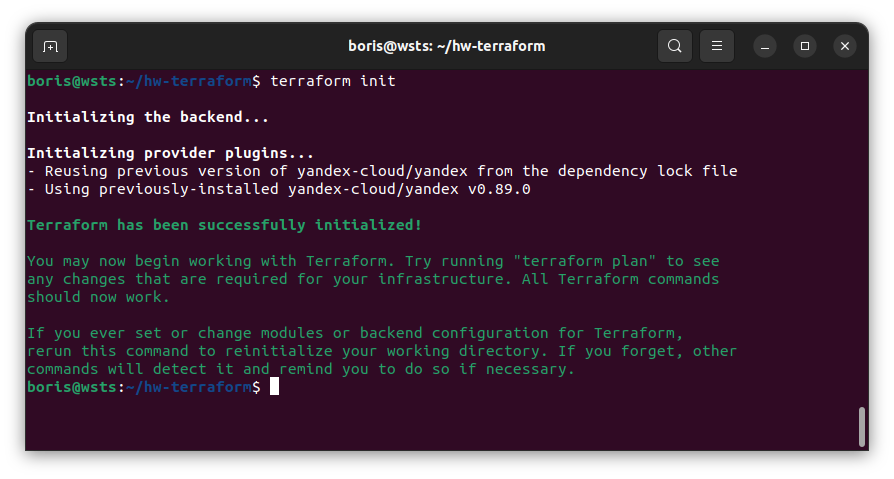 boris@wsts: ~/hw-terraform
boris@wsts:~/hw-terraform$ terraform init
Initializing the backend...
Initializing provider plugins...
- Reusing previous version of yandex-cloud/yandex from the dependency lock file
- Using previously-installed yandex-cloud/yandex v0.89.0
Terraform has been successfully initialized!
You may now begin working with Terraform. Try running "terraform plan" to see
any changes that are required for your infrastructure. All Terraform commands
should now work.
If you ever set or change modules or backend configuration for Terraform,
rerun this command to reinitialize your working directory. If you forget, other
commands will detect it and remind you to do so if necessary.
boris@wsts:~/hw-terraform$